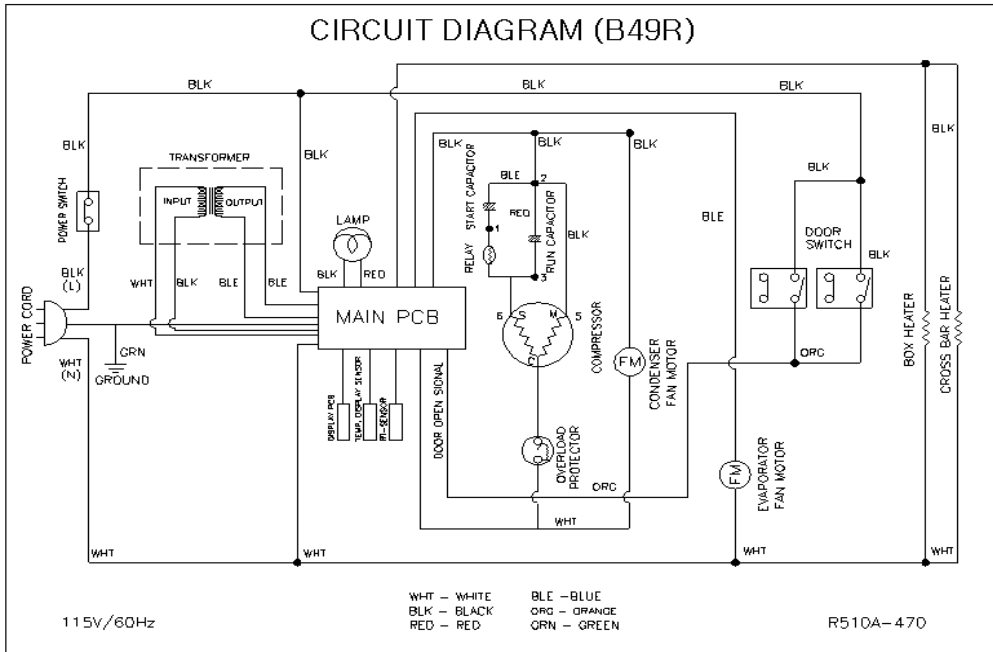 CIRCUIT DIAGRAM (B49R)
BLK
BLK
BLK
BLK
BLK
BLK
BLK
BLK
TRANSFORMER
INPUT
OUTPUT
POWER SWITCH
BLK
(L)
WHT
BLK
BLE
BLE
LAMP
BLK
RED
START CAPACITOR
BLE
2
RED
RUN CAPACITOR
BLK
1
RELAY
3
BLE
BLK
DOOR
SWITCH
BLK
POWER CORD
MAIN PCB
6
S
M
5
C
COMPRESSOR
FM
CONDENSER
FAN MOTOR
ORG
BOX HEATER
CROSS BAR HEATER
GRN
GROUND
WHT
(N)
DISPLAY PCB
TEMP. DISPLAY SENSOR
DOOR OPEN SIGNAL
OVERLOAD
PROTECTOR
ORG
FM
EVAPORATOR
FAN MOTOR
WHT
WHT
WHT
WHT
WHT
WHT - WHITE
BLK - BLACK
RED - RED
BLE -BLUE
ORG - ORANGE
GRN - GREEN
115V/60Hz
R510A-470